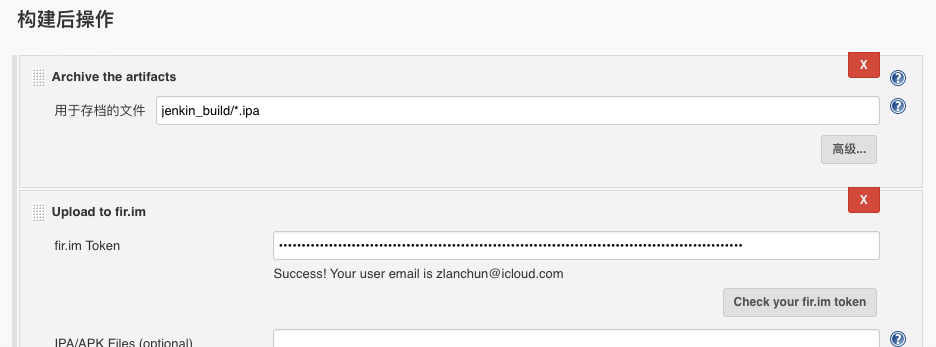 构建后操作
X
Archive the artifacts
?
用于存档的文件 jenkin_build/*.ipa
?
高级...
X
Upload to fir.im
fir.im Token ••••••••••••••••••••••••••••••••••••••••••••••••••••••••••••••••••••••••••••••••••••••••••••••••••••••
Success! Your user email is zlanchun@icloud.com
Check your fir.im token
IPA/APK Files (optional)
?